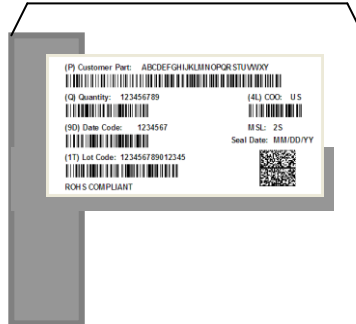 (P) Customer Part: ABCDEFGHIJKLMNOPQRSTUVWXY
(Q) Quantity: 123456789
(4L) COO: US
(9D) Date Code: 1234567
MSL: 2S
Seal Date: MM/DD/YY
(1T) Lot Code: 123456789012345
ROHS COMPLIANT